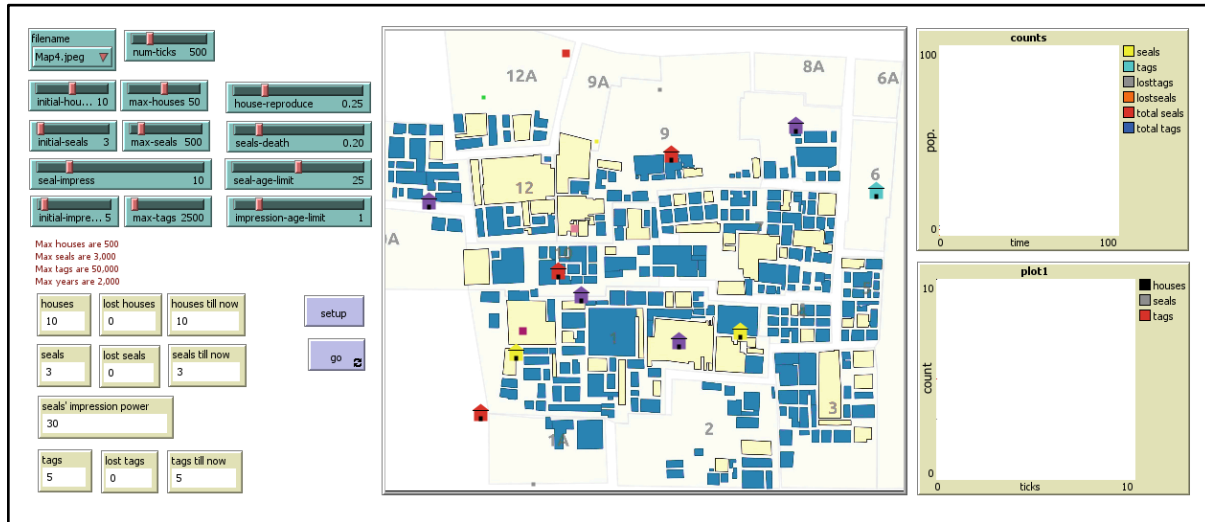 filename
Map4.jpeg
num-ticks 500
initial-hou... 10
max-houses 50
house-reproduce 0.25
initial-seals 3
max-seals 500
seals-death 0.20
seal-impress 10
seal-age-limit 25
initial-impre... 5
max-tags 2500
impression-age-limit 1
Max houses are 500
Max seals are 3,000
Max tags are 50,000
Max years are 2,000
houses
10
lost houses
0
houses till now
10
seals
3
lost seals
0
seals till now
3
seals' impression power
30
tags
5
lost tags
0
tags till now
5
setup
go
12A
9A
8A
6A
9
12
6
7
1
3
2
1A
counts
100
pop.
0
0
time
100
seals
tags
losttags
lostseals
total seals
total tags
plot1
10
count
0
0
ticks
10
houses
seals
tags